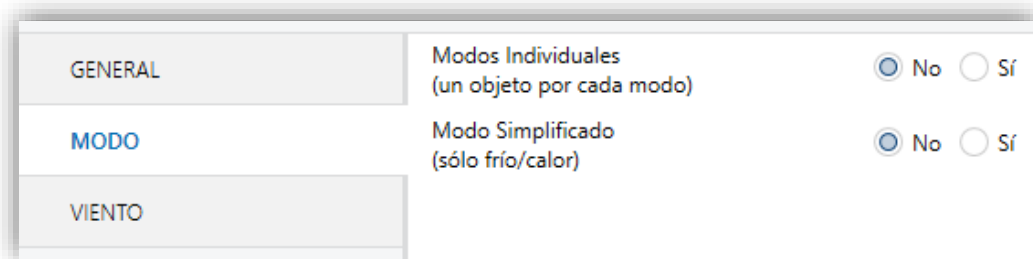 GENERAL
MODO
VIENTO
Modos Individuales
(un objeto por cada modo)
No Sí
Modo Simplificado
(sólo frío/calor)
No Sí